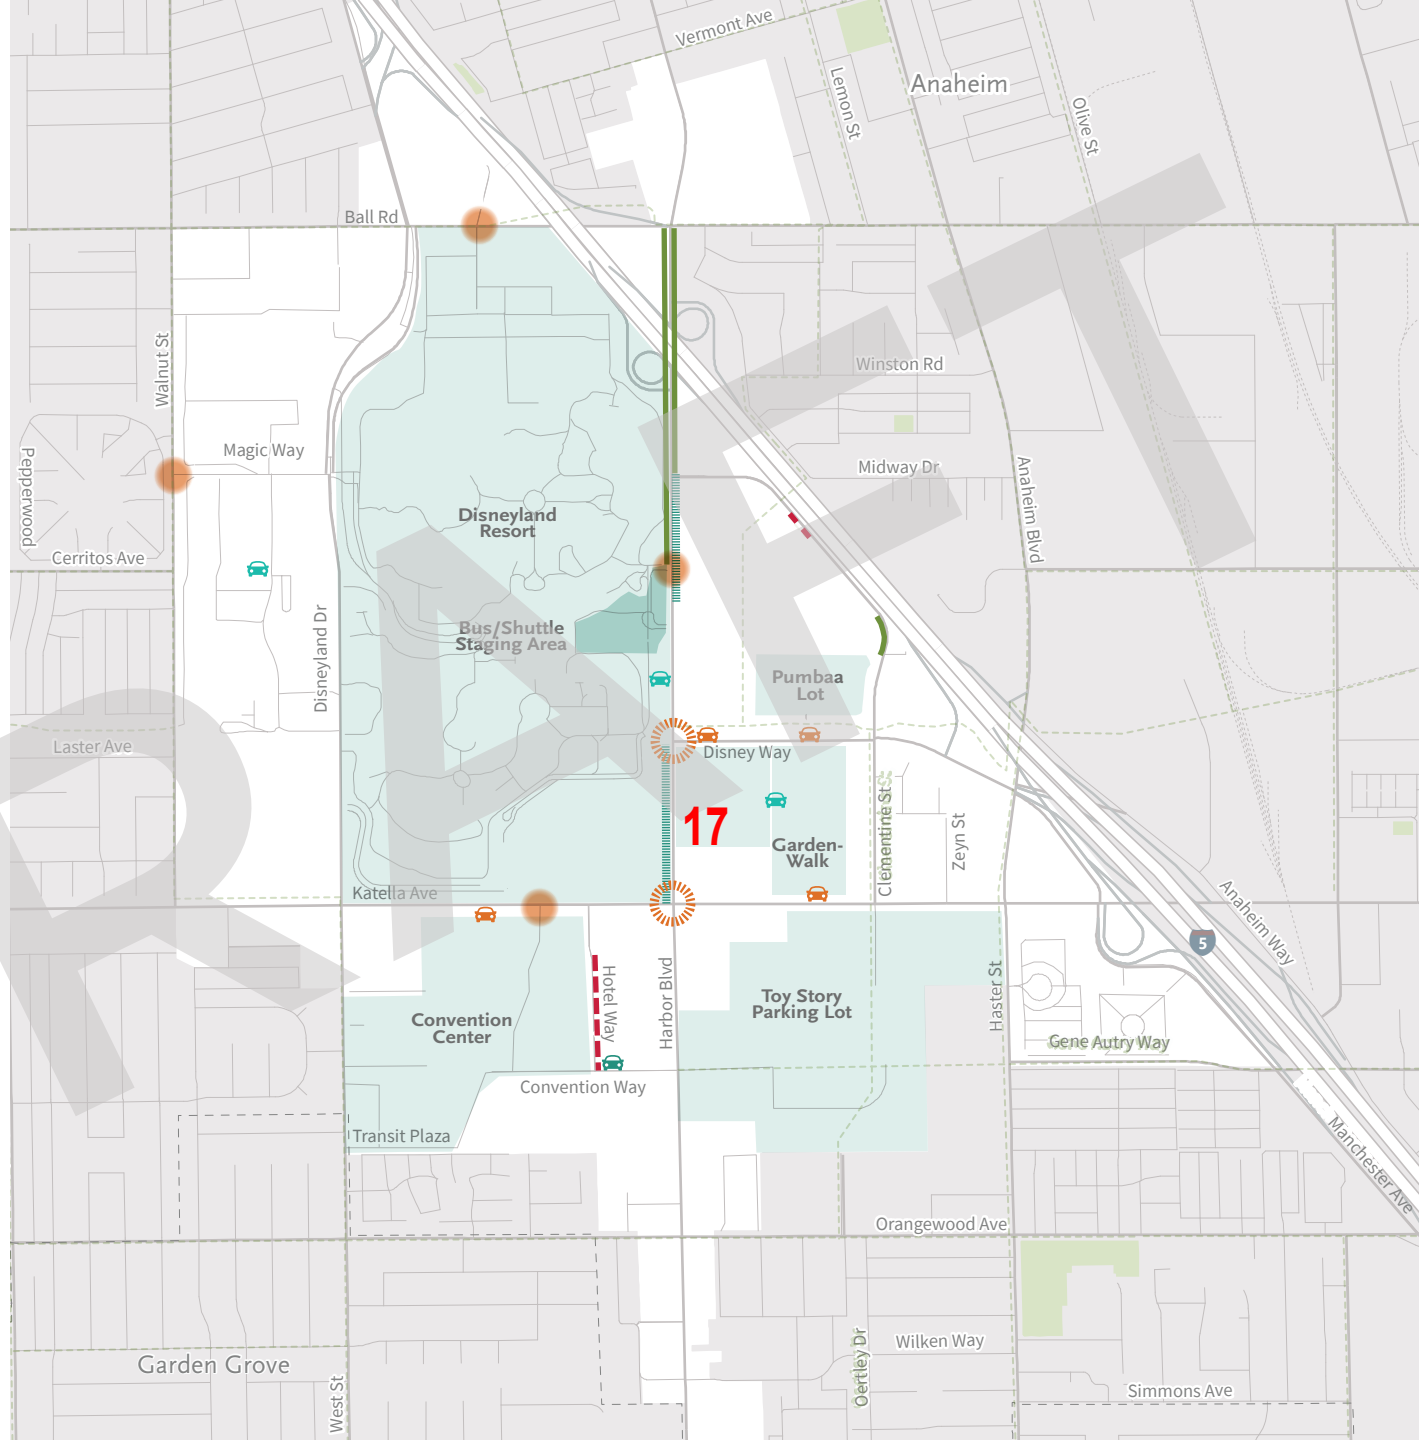 Vermont Ave
Anaheim
Lemon St
Olive St
Ball Rd
Walnut St
Winston Rd
Magic Way
Midway Dr
Pepperwood
Anaheim Blvd
Disneyland
Resort
Cerritos Ave
Disneyland Dr
Bus/Shuttle
Staging Area
Pumbaa
Lot
Laster Ave
Disney Way
17
Garden-
Walk
Clementine St
Zeyn St
Katella Ave
Anaheim Way
5
Hotel Way
Harbor Blvd
Haster St
Toy Story
Parking Lot
Convention
Center
Gene Autry Way
Convention Way
Transit Plaza
Manchester Ave
Orangewood Ave
Oertley Dr
Wilken Way
Garden Grove
West St
Simmons Ave
RAFT